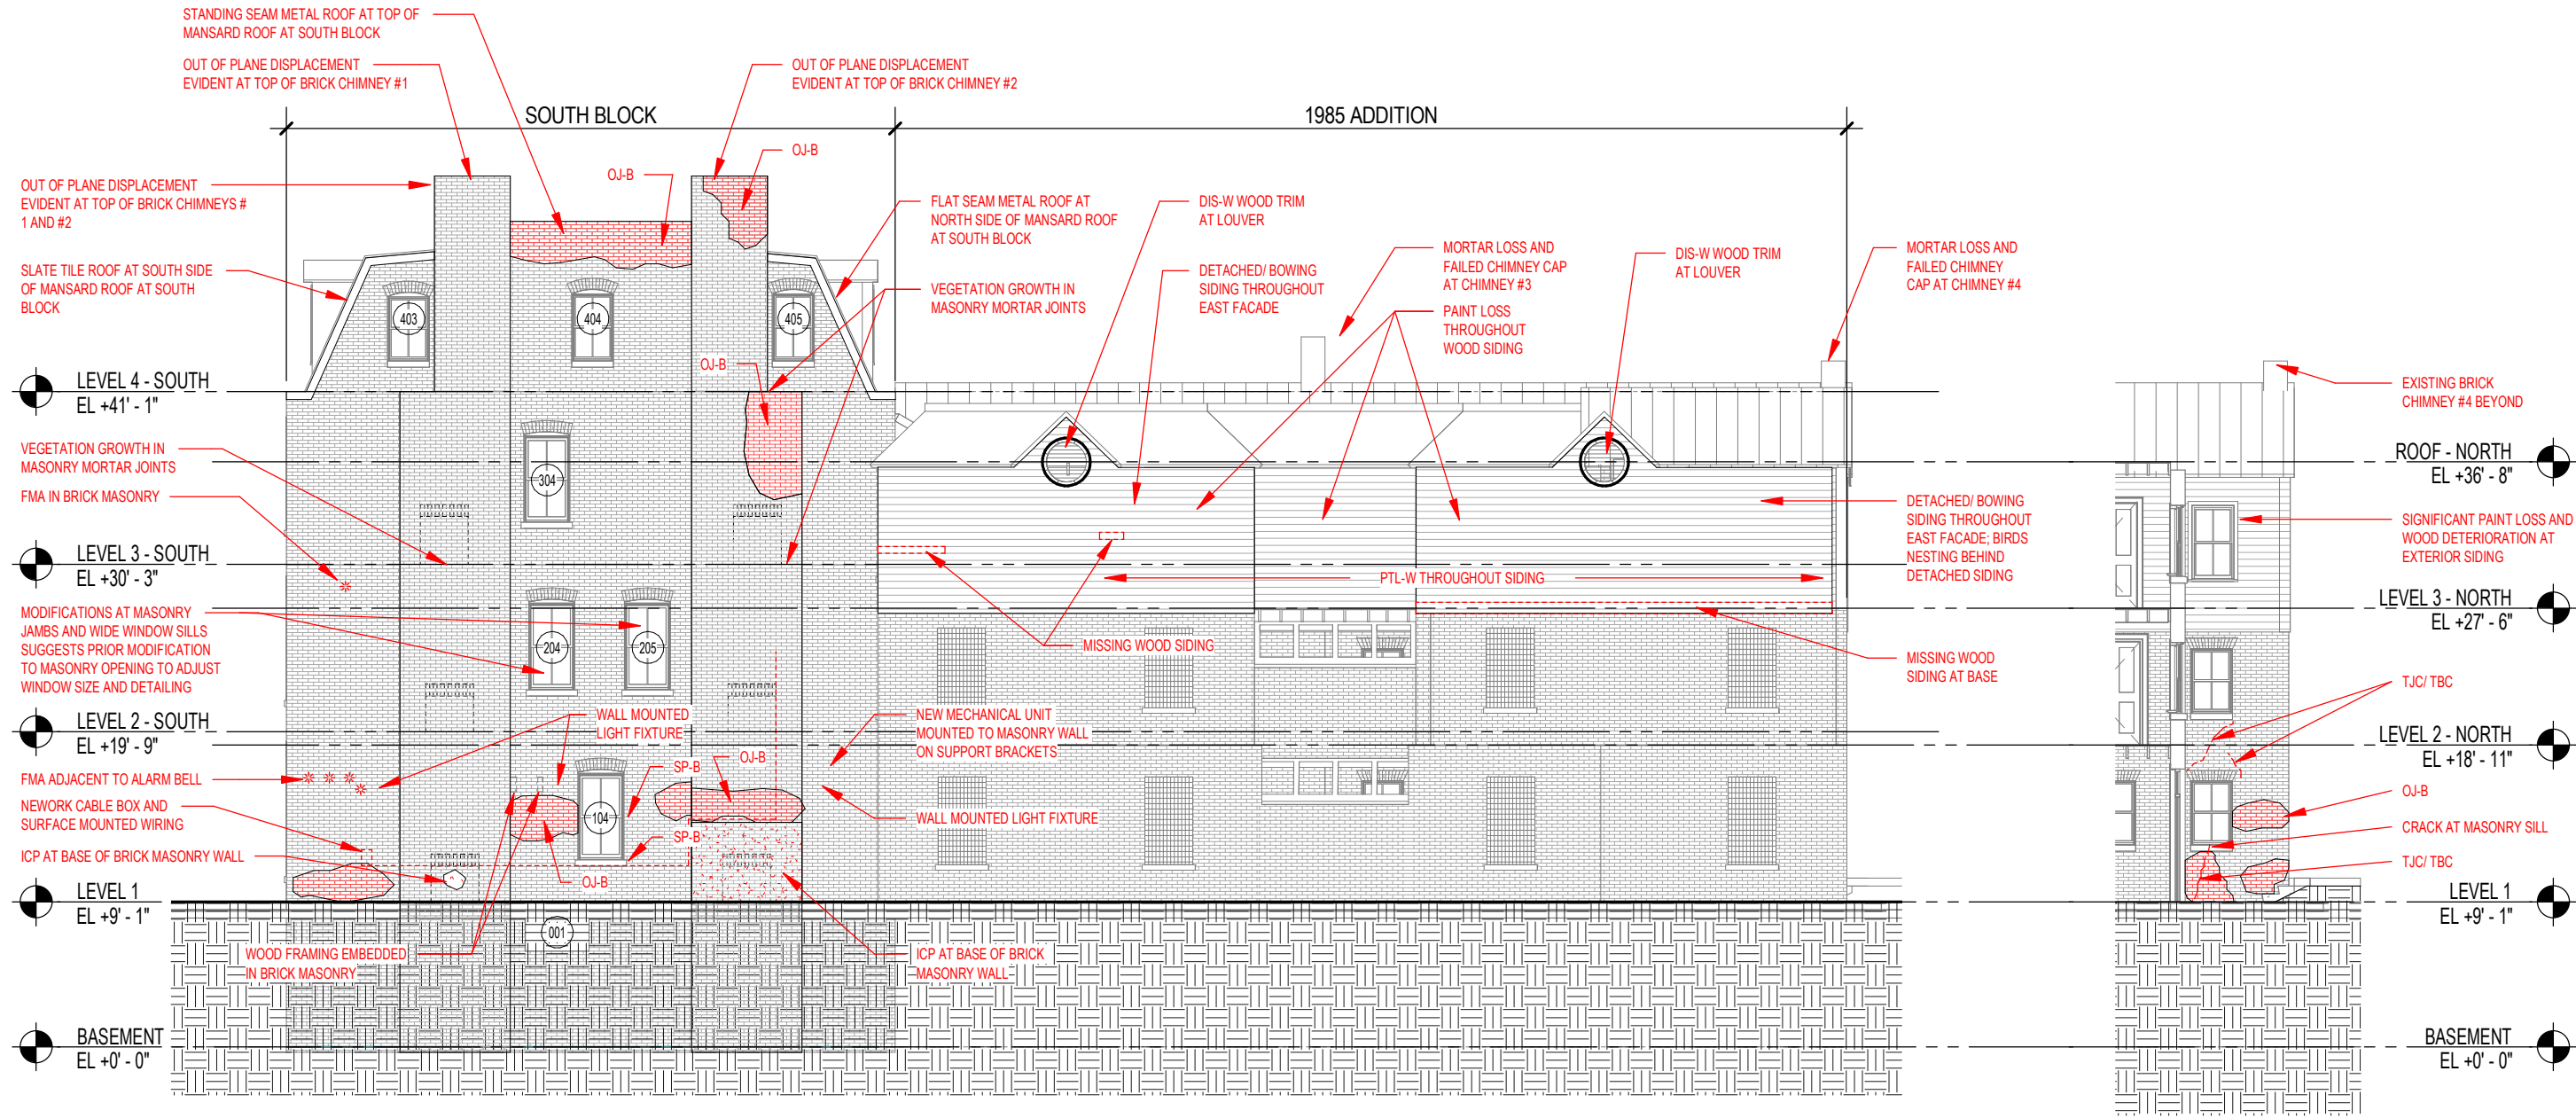 STANDING SEAM METAL ROOF AT TOP OF
MANSARD ROOF AT SOUTH BLOCK
OUT OF PLANE DISPLACEMENT
EVIDENT AT TOP OF BRICK CHIMNEY #1
OUT OF PLANE DISPLACEMENT
EVIDENT AT TOP OF BRICK CHIMNEY #2
SOUTH BLOCK
1985 ADDITION
OJ-B
OJ-B
OUT OF PLANE DISPLACEMENT
EVIDENT AT TOP OF BRICK CHIMNEYS #
1 AND #2
SLATE TILE ROOF AT SOUTH SIDE
OF MANSARD ROOF AT SOUTH
BLOCK
FLAT SEAM METAL ROOF AT
NORTH SIDE OF MANSARD ROOF
AT SOUTH BLOCK
VEGETATION GROWTH IN
MASONRY MORTAR JOINTS
DIS-W WOOD TRIM
AT LOUVER
DETACHED/ BOWING
SIDING THROUGHOUT
EAST FACADE
MORTAR LOSS AND
FAILED CHIMNEY CAP
AT CHIMNEY #3
PAINT LOSS
THROUGHOUT
WOOD SIDING
DIS-W WOOD TRIM
AT LOUVER
MORTAR LOSS AND
FAILED CHIMNEY
CAP AT CHIMNEY #4
403
404
405
OJ-B
LEVEL 4 - SOUTH
EL +41' - 1"
EXISTING BRICK
CHIMNEY #4 BEYOND
VEGETATION GROWTH IN
MASONRY MORTAR JOINTS
FMA IN BRICK MASONRY
304
ROOF - NORTH
EL +36' - 8"
DETACHED/ BOWING
SIDING THROUGHOUT
EAST FACADE; BIRDS
NESTING BEHIND
DETACHED SIDING
SIGNIFICANT PAINT LOSS AND
WOOD DETERIORATION AT
EXTERIOR SIDING
LEVEL 3 - SOUTH
EL +30' - 3"
PTL-W THROUGHOUT SIDING
LEVEL 3 - NORTH
EL +27' - 6"
MODIFICATIONS AT MASONRY
JAMBS AND WIDE WINDOW SILLS
SUGGESTS PRIOR MODIFICATION
TO MASONRY OPENING TO ADJUST
WINDOW SIZE AND DETAILING
204
205
MISSING WOOD SIDING
MISSING WOOD
SIDING AT BASE
TJC/ TBC
LEVEL 2 - SOUTH
EL +19' - 9"
WALL MOUNTED
LIGHT FIXTURE
NEW MECHANICAL UNIT
MOUNTED TO MASONRY WALL
ON SUPPORT BRACKETS
LEVEL 2 - NORTH
EL +18' - 11"
FMA ADJACENT TO ALARM BELL
SP-B
OJ-B
OJ-B
NEWORK CABLE BOX AND
SURFACE MOUNTED WIRING
104
WALL MOUNTED LIGHT FIXTURE
CRACK AT MASONRY SILL
SP-B
ICP AT BASE OF BRICK MASONRY WALL
TJC/ TBC
OJ-B
LEVEL 1
EL +9' - 1"
LEVEL 1
EL +9' - 1"
001
WOOD FRAMING EMBEDDED
IN BRICK MASONRY
ICP AT BASE OF BRICK
MASONRY WALL
BASEMENT
EL +0' - 0"
BASEMENT
EL +0' - 0"